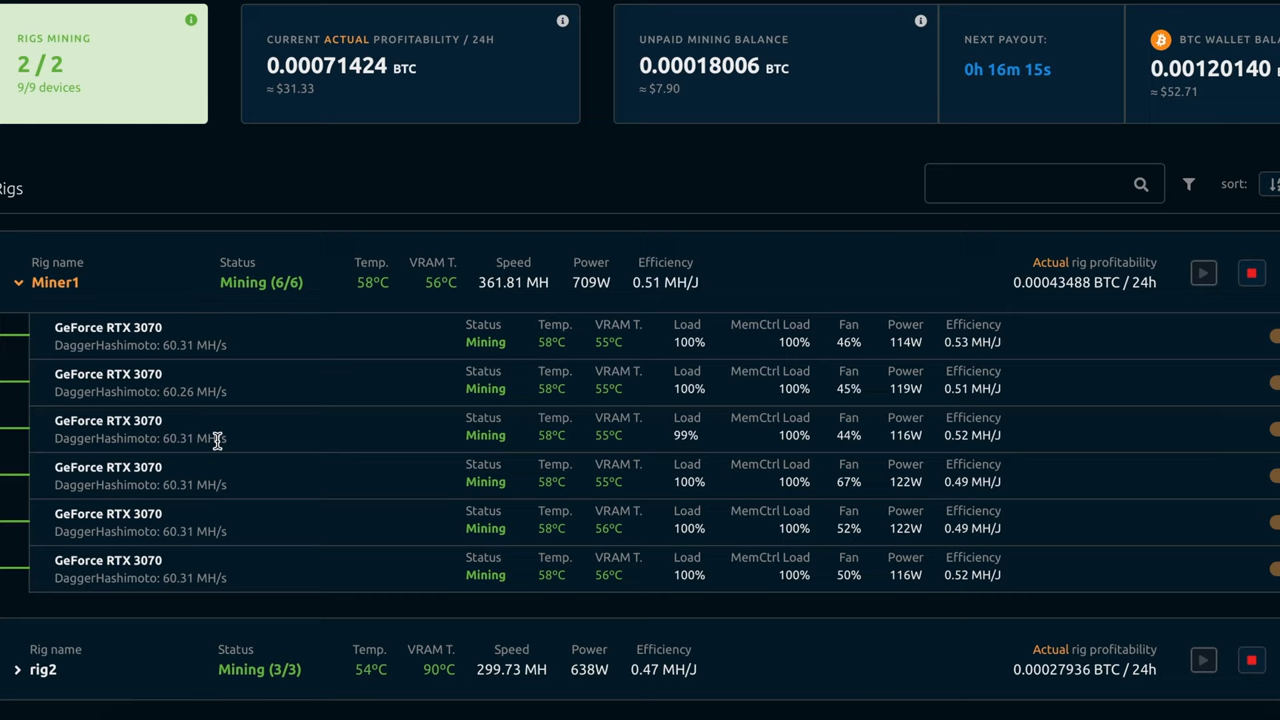 RIGS MINING
2 / 2
9/9 devices
CURRENT ACTUAL PROFITABILITY / 24H
0.00071424 BTC
≈ $31.33
UNPAID MINING BALANCE
0.00018006 BTC
≈ $7.90
NEXT PAYOUT:
0h 16m 15s
BTC WALLET BALA
0.00120140
≈ $52.71
Rigs
sort:
Rig name Status Temp. VRAM T. Speed Power Efficiency Actual rig profitability
Miner1 Mining (6/6) 58°C 56°C 361.81 MH 709W 0.51 MH/J 0.00043488 BTC / 24h
GeForce RTX 3070 Status Temp. VRAM T. Load MemCtrl Load Fan Power Efficiency
DaggerHashimoto: 60.31 MH/s Mining 58°C 55°C 100% 100% 46% 114W 0.53 MH/J
GeForce RTX 3070 Status Temp. VRAM T. Load MemCtrl Load Fan Power Efficiency
DaggerHashimoto: 60.26 MH/s Mining 58°C 55°C 100% 100% 45% 119W 0.51 MH/J
GeForce RTX 3070 Status Temp. VRAM T. Load MemCtrl Load Fan Power Efficiency
DaggerHashimoto: 60.31 MH/s Mining 58°C 55°C 99% 100% 44% 116W 0.52 MH/J
GeForce RTX 3070 Status Temp. VRAM T. Load MemCtrl Load Fan Power Efficiency
DaggerHashimoto: 60.31 MH/s Mining 58°C 55°C 100% 100% 67% 122W 0.49 MH/J
GeForce RTX 3070 Status Temp. VRAM T. Load MemCtrl Load Fan Power Efficiency
DaggerHashimoto: 60.31 MH/s Mining 58°C 56°C 100% 100% 52% 122W 0.49 MH/J
GeForce RTX 3070 Status Temp. VRAM T. Load MemCtrl Load Fan Power Efficiency
DaggerHashimoto: 60.31 MH/s Mining 58°C 56°C 100% 100% 50% 116W 0.52 MH/J
Rig name Status Temp. VRAM T. Speed Power Efficiency Actual rig profitability
rig2 Mining (3/3) 54°C 90°C 299.73 MH 638W 0.47 MH/J 0.00027936 BTC / 24h